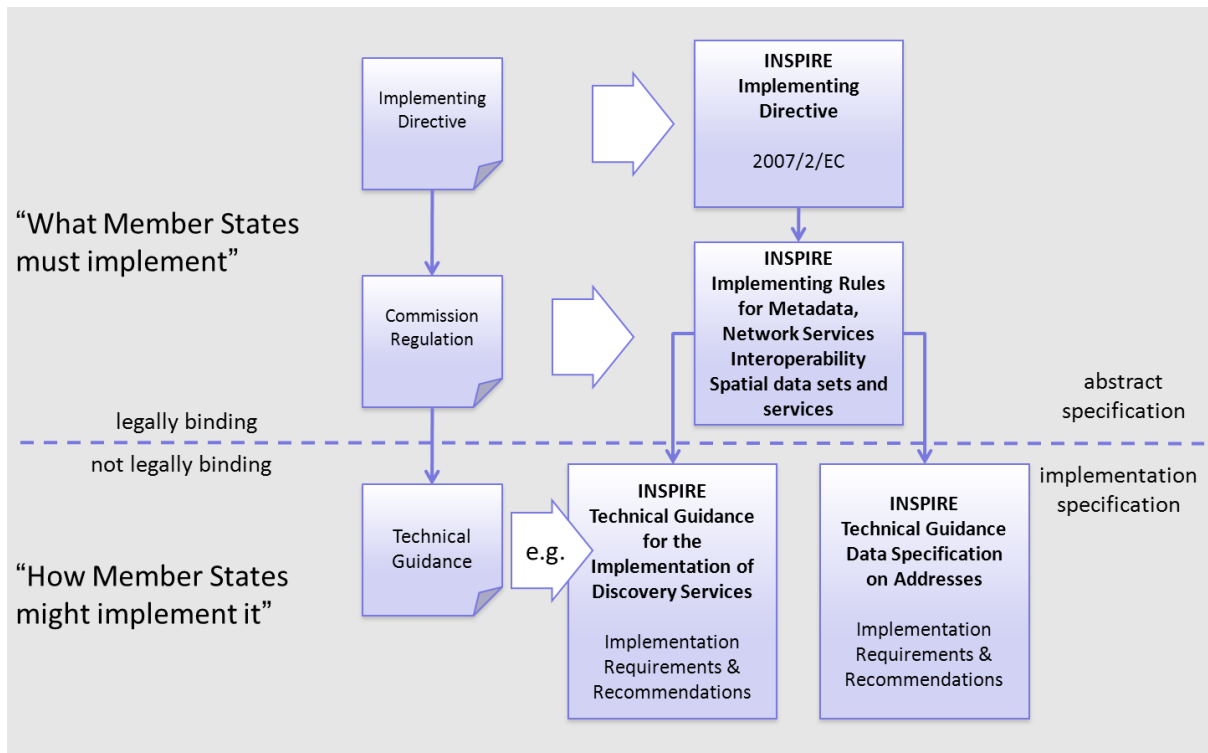 Implementing
Directive
INSPIRE
Implementing
Directive
2007/2/EC
“What Member States
must implement”
Commission
Regulation
INSPIRE
Implementing Rules
for Metadata,
Network Services
Interoperability
Spatial data sets and
services
abstract
specification
legally binding
not legally binding
implementation
specification
“How Member States
might implement it”
Technical
Guidance
e.g.
INSPIRE
Technical Guidance
for the
Implementation of
Discovery Services
Implementation
Requirements &
Recommendations
INSPIRE
Technical Guidance
Data Specification
on Addresses
Implementation
Requirements &
Recommendations